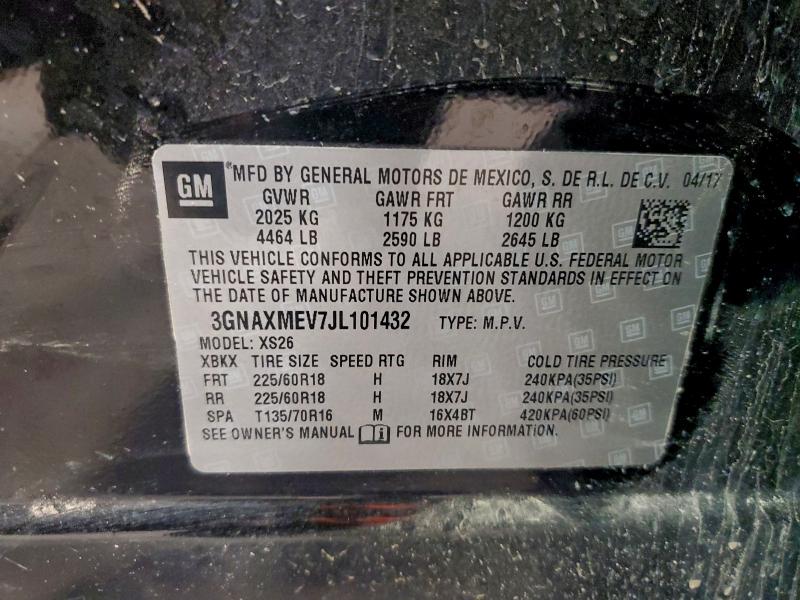 GM *MFD BY GENERAL MOTORS DE MEXICO, S. DE R.L. DE C.V. 04/17
GVWR GAWR FRT GAWR RR
2025 KG 1175 KG 1200 KG
4464 LB 2590 LB 2645 LB
THIS VEHICLE CONFORMS TO ALL APPLICABLE U.S. FEDERAL MOTOR
VEHICLE SAFETY AND THEFT PREVENTION STANDARDS IN EFFECT ON
THE DATE OF MANUFACTURE SHOWN ABOVE.
3GNAXMEV7JL101432 TYPE: M.P.V.
MODEL: XS26
XBKX TIRE SIZE SPEED RTG RIM COLD TIRE PRESSURE
FRT 225/60R18 H 18X7J 240KPA(35PSI)
RR 225/60R18 H 18X7J 240KPA(35PSI)
SPA T135/70R16 M 16X4BT 420KPA(60PSI)
SEE OWNER'S MANUAL FOR MORE INFORMATION.